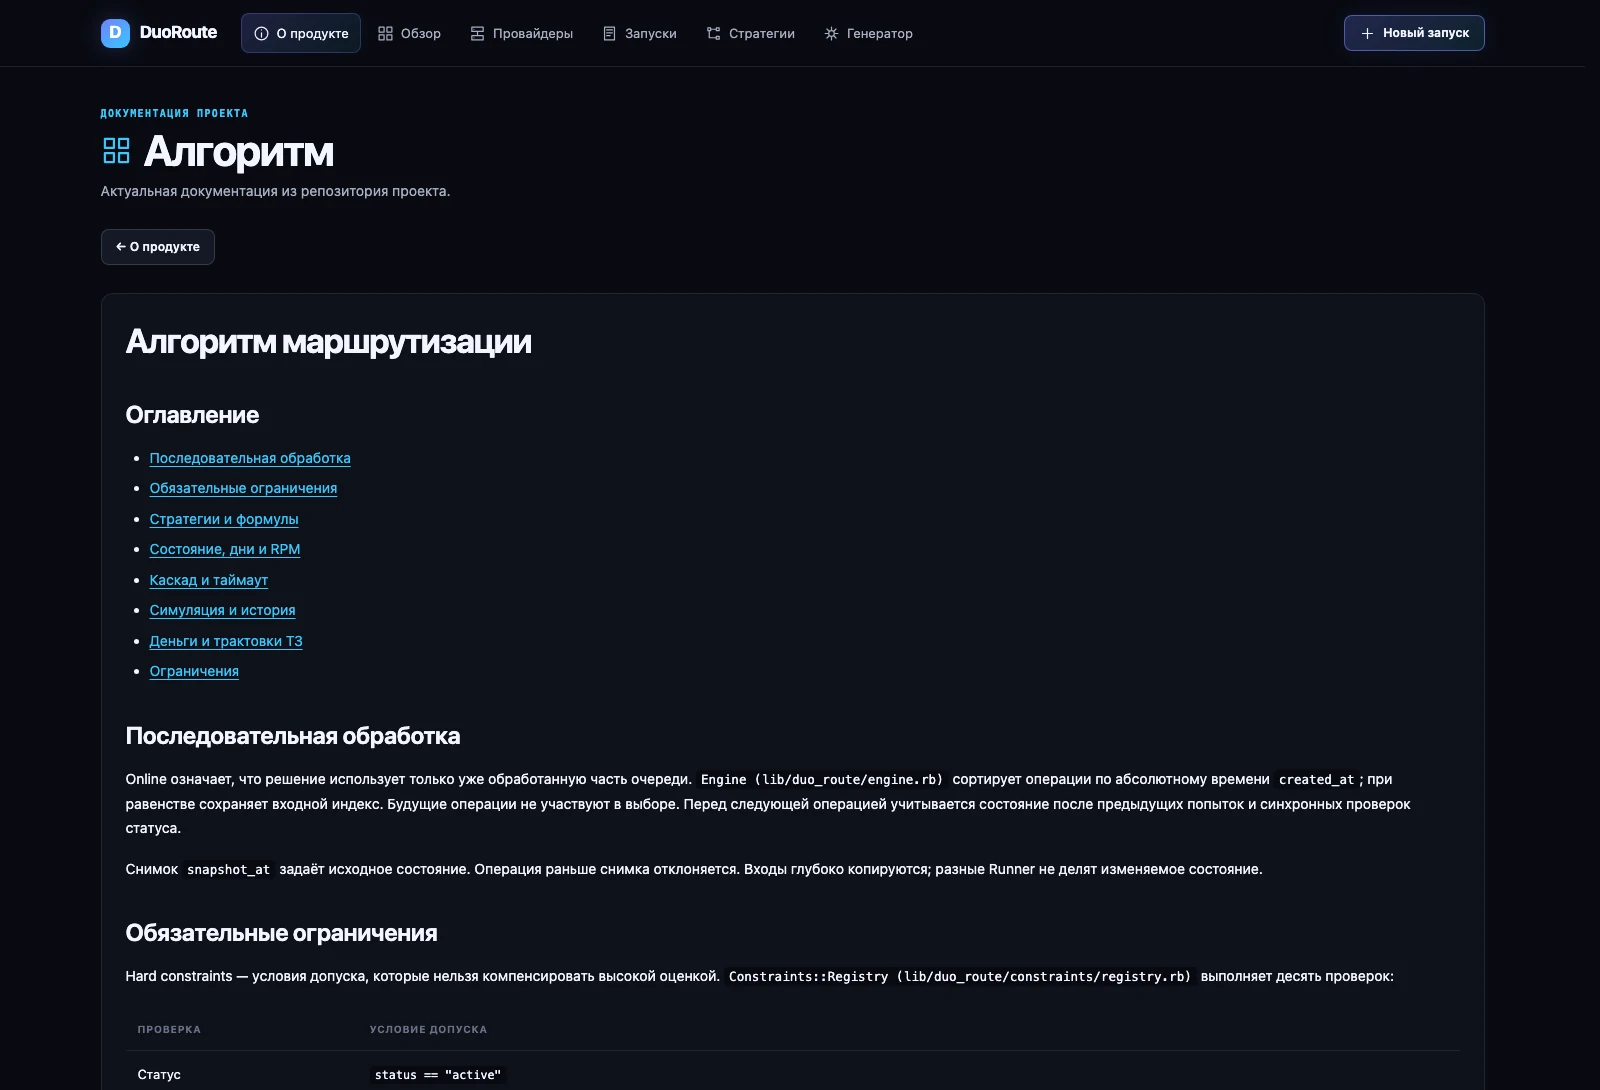 D DuoRoute О продукте Обзор Провайдеры Запуски Стратегии Генератор Новый запуск
ДОКУМЕНТАЦИЯ ПРОЕКТА
Алгоритм
Актуальная документация из репозитория проекта.
← О продукте
Алгоритм маршрутизации
Оглавление
Последовательная обработка
Обязательные ограничения
Стратегии и формулы
Состояние, дни и RPM
Каскад и таймаут
Симуляция и история
Деньги и трактовки ТЗ
Ограничения
Последовательная обработка
Online означает, что решение использует только уже обработанную часть очереди. Engine (lib/duo_route/engine.rb) сортирует операции по абсолютному времени created_at; при
равенстве сохраняет входной индекс. Будущие операции не участвуют в выборе. Перед следующей операцией учитывается состояние после предыдущих попыток и синхронных проверок
статуса.
Снимок snapshot_at задаёт исходное состояние. Операция раньше снимка отклоняется. Входы глубоко копируются; разные Runner не делят изменяемое состояние.
Обязательные ограничения
Hard constraints — условия допуска, которые нельзя компенсировать высокой оценкой. Constraints::Registry (lib/duo_route/constraints/registry.rb) выполняет десять проверок:
ПРОВЕРКА УСЛОВИЕ ДОПУСКА
Статус status == "active"